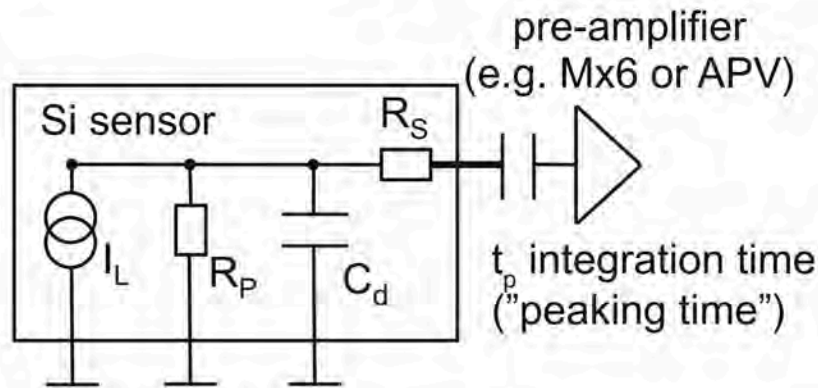 pre-amplifier
(e.g. Mx6 or APV)
Si sensor
R_S
I_L
R_P
C_d
t_p integration time
("peaking time")